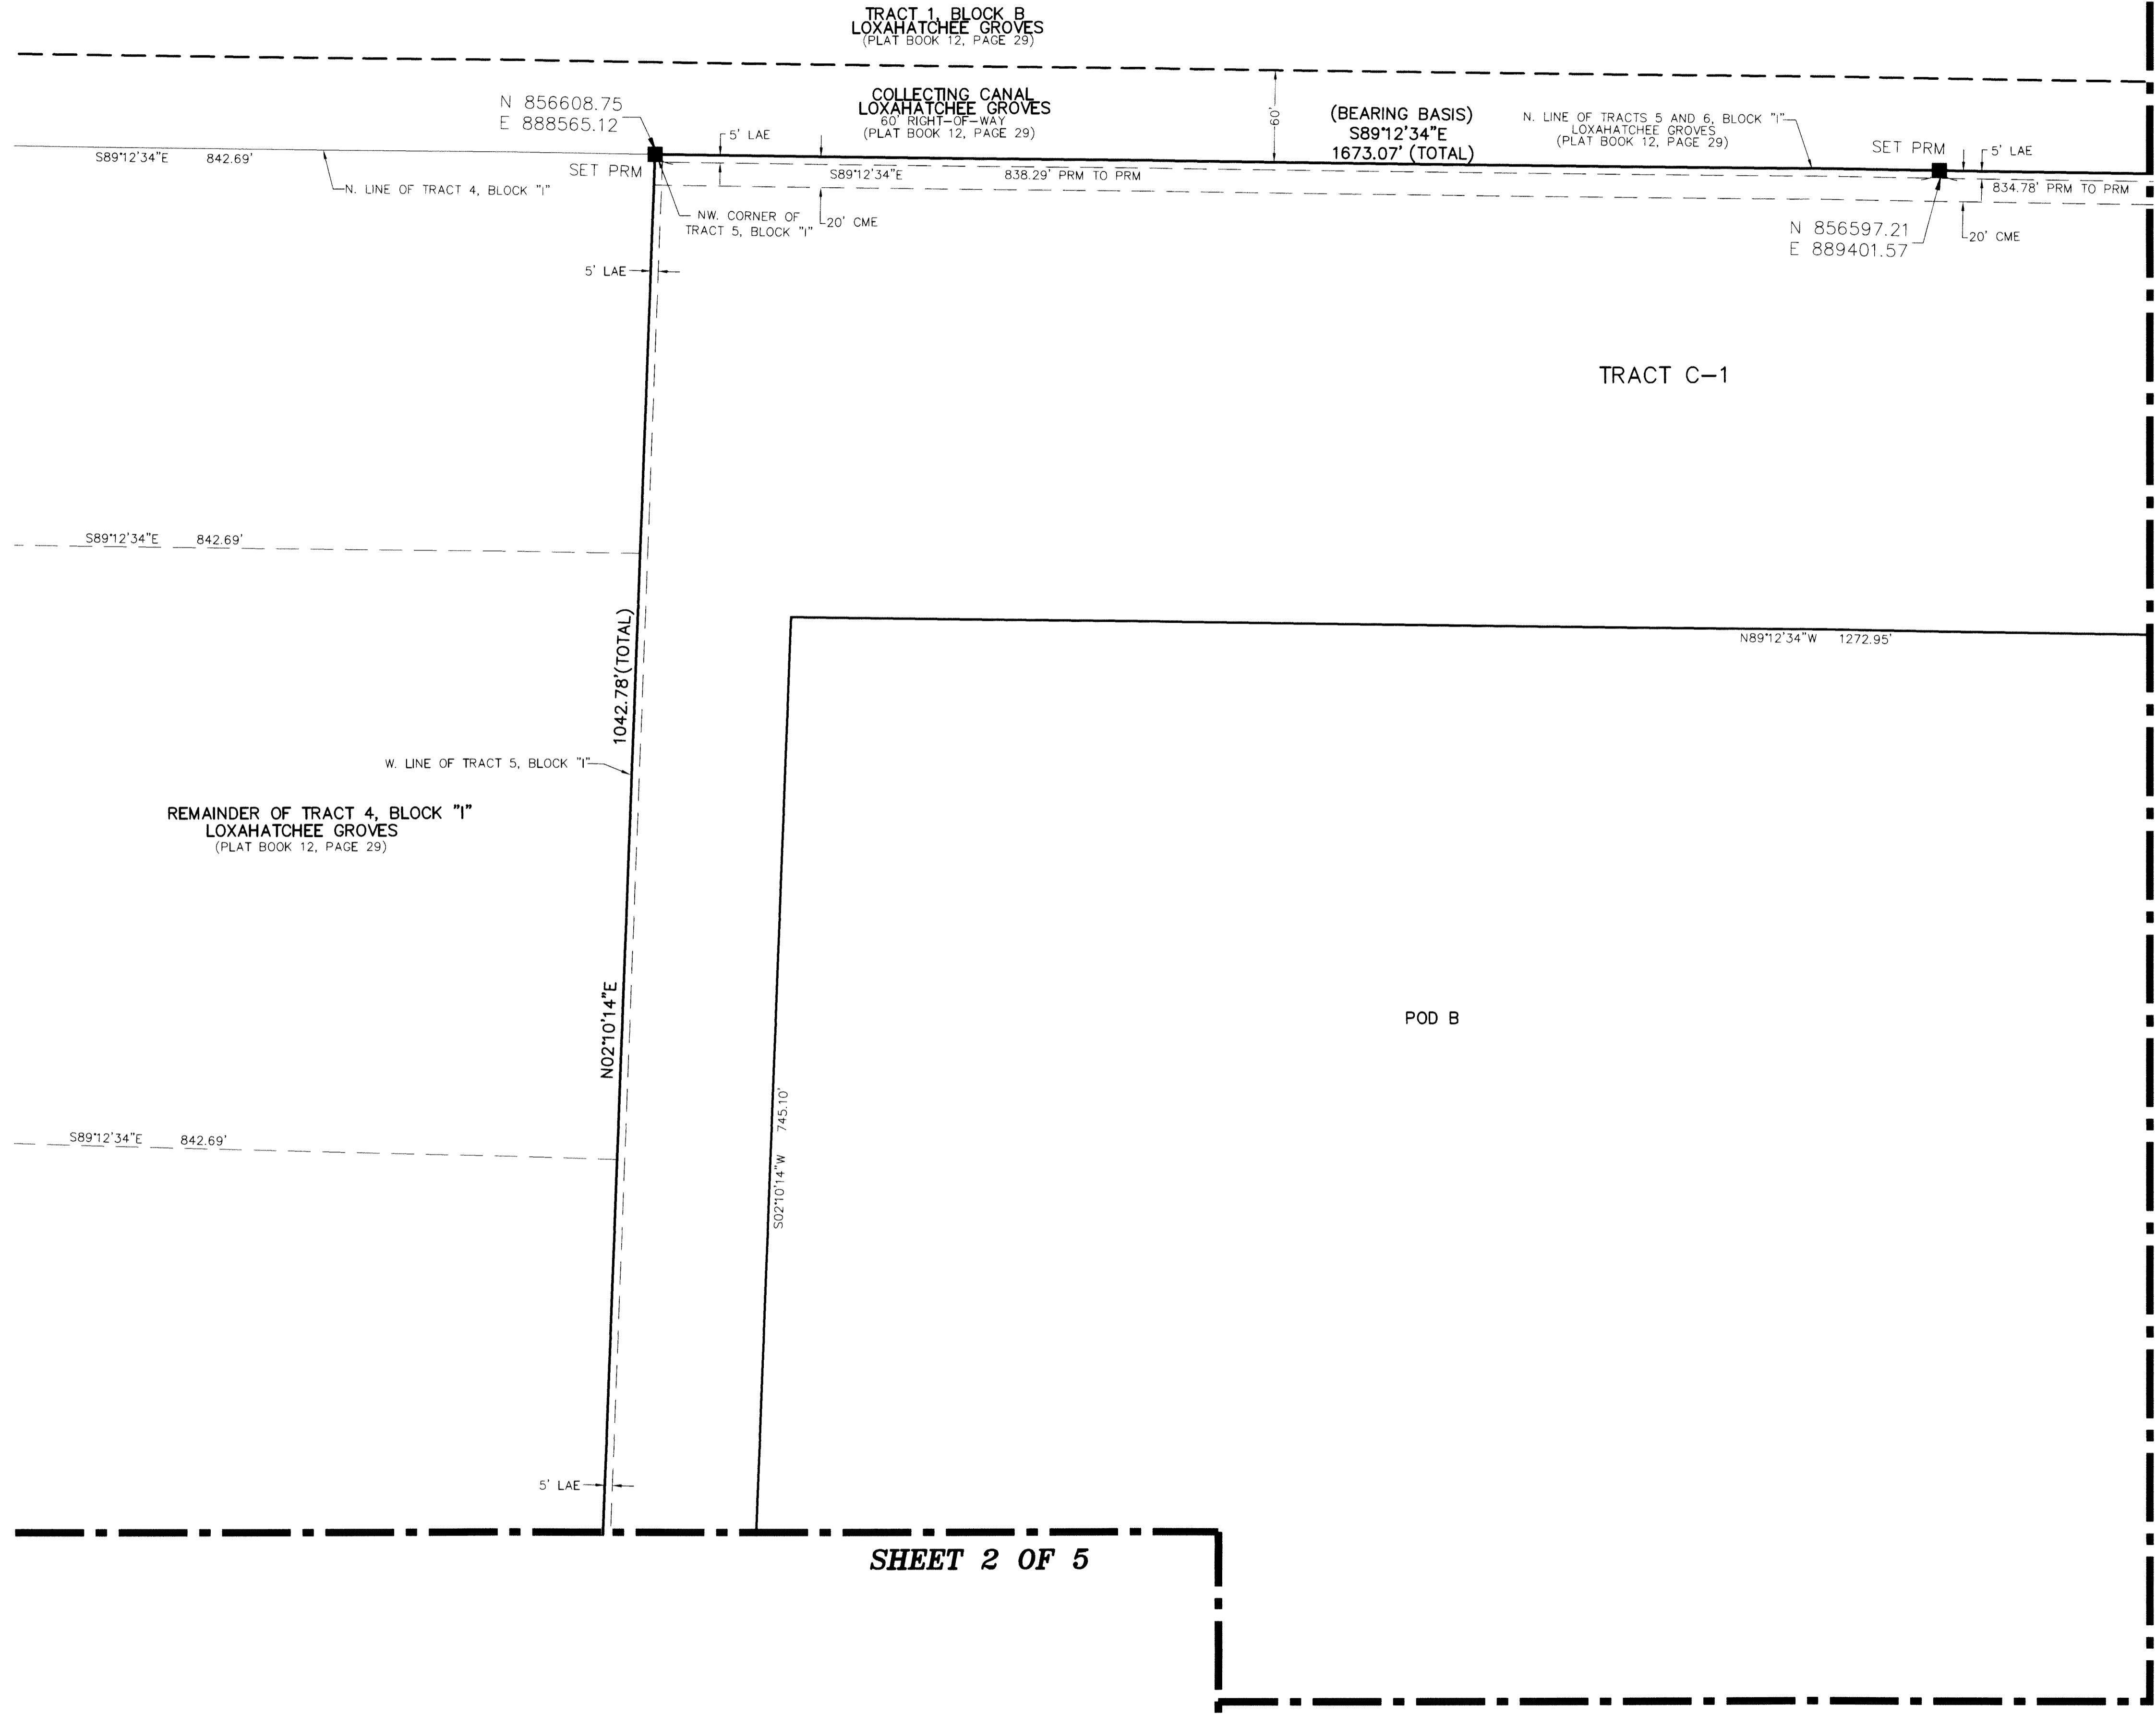 TRACT 1, BLOCK B
LOXAHATCHEE GROVES
(PLAT BOOK 12, PAGE 29)
N 856608.75
E 888565.12
COLLECTING CANAL
LOXAHATCHEE GROVES
60' RIGHT-OF-WAY
(PLAT BOOK 12, PAGE 29)
60'
(BEARING BASIS)
S89°12'34"E
1673.07' (TOTAL)
N. LINE OF TRACTS 5 AND 6, BLOCK "I"
LOXAHATCHEE GROVES
(PLAT BOOK 12, PAGE 29)
SET PRM
5' LAE
5' LAE
S89°12'34"E 842.69'
N. LINE OF TRACT 4, BLOCK "I"
SET PRM
S89°12'34"E 838.29' PRM TO PRM
834.78' PRM TO PRM
NW. CORNER OF
TRACT 5, BLOCK "I"
20' CME
N 856597.21
E 889401.57
20' CME
5' LAE
TRACT C-1
S89°12'34"E 842.69'
1042.78'(TOTAL)
N89°12'34"W 1272.95'
W. LINE OF TRACT 5, BLOCK "I"
REMAINDER OF TRACT 4, BLOCK "I"
LOXAHATCHEE GROVES
(PLAT BOOK 12, PAGE 29)
N02°10'14"E
POD B
S89°12'34"E 842.69'
S02°10'14"W 745.10'
5' LAE
SHEET 2 OF 5